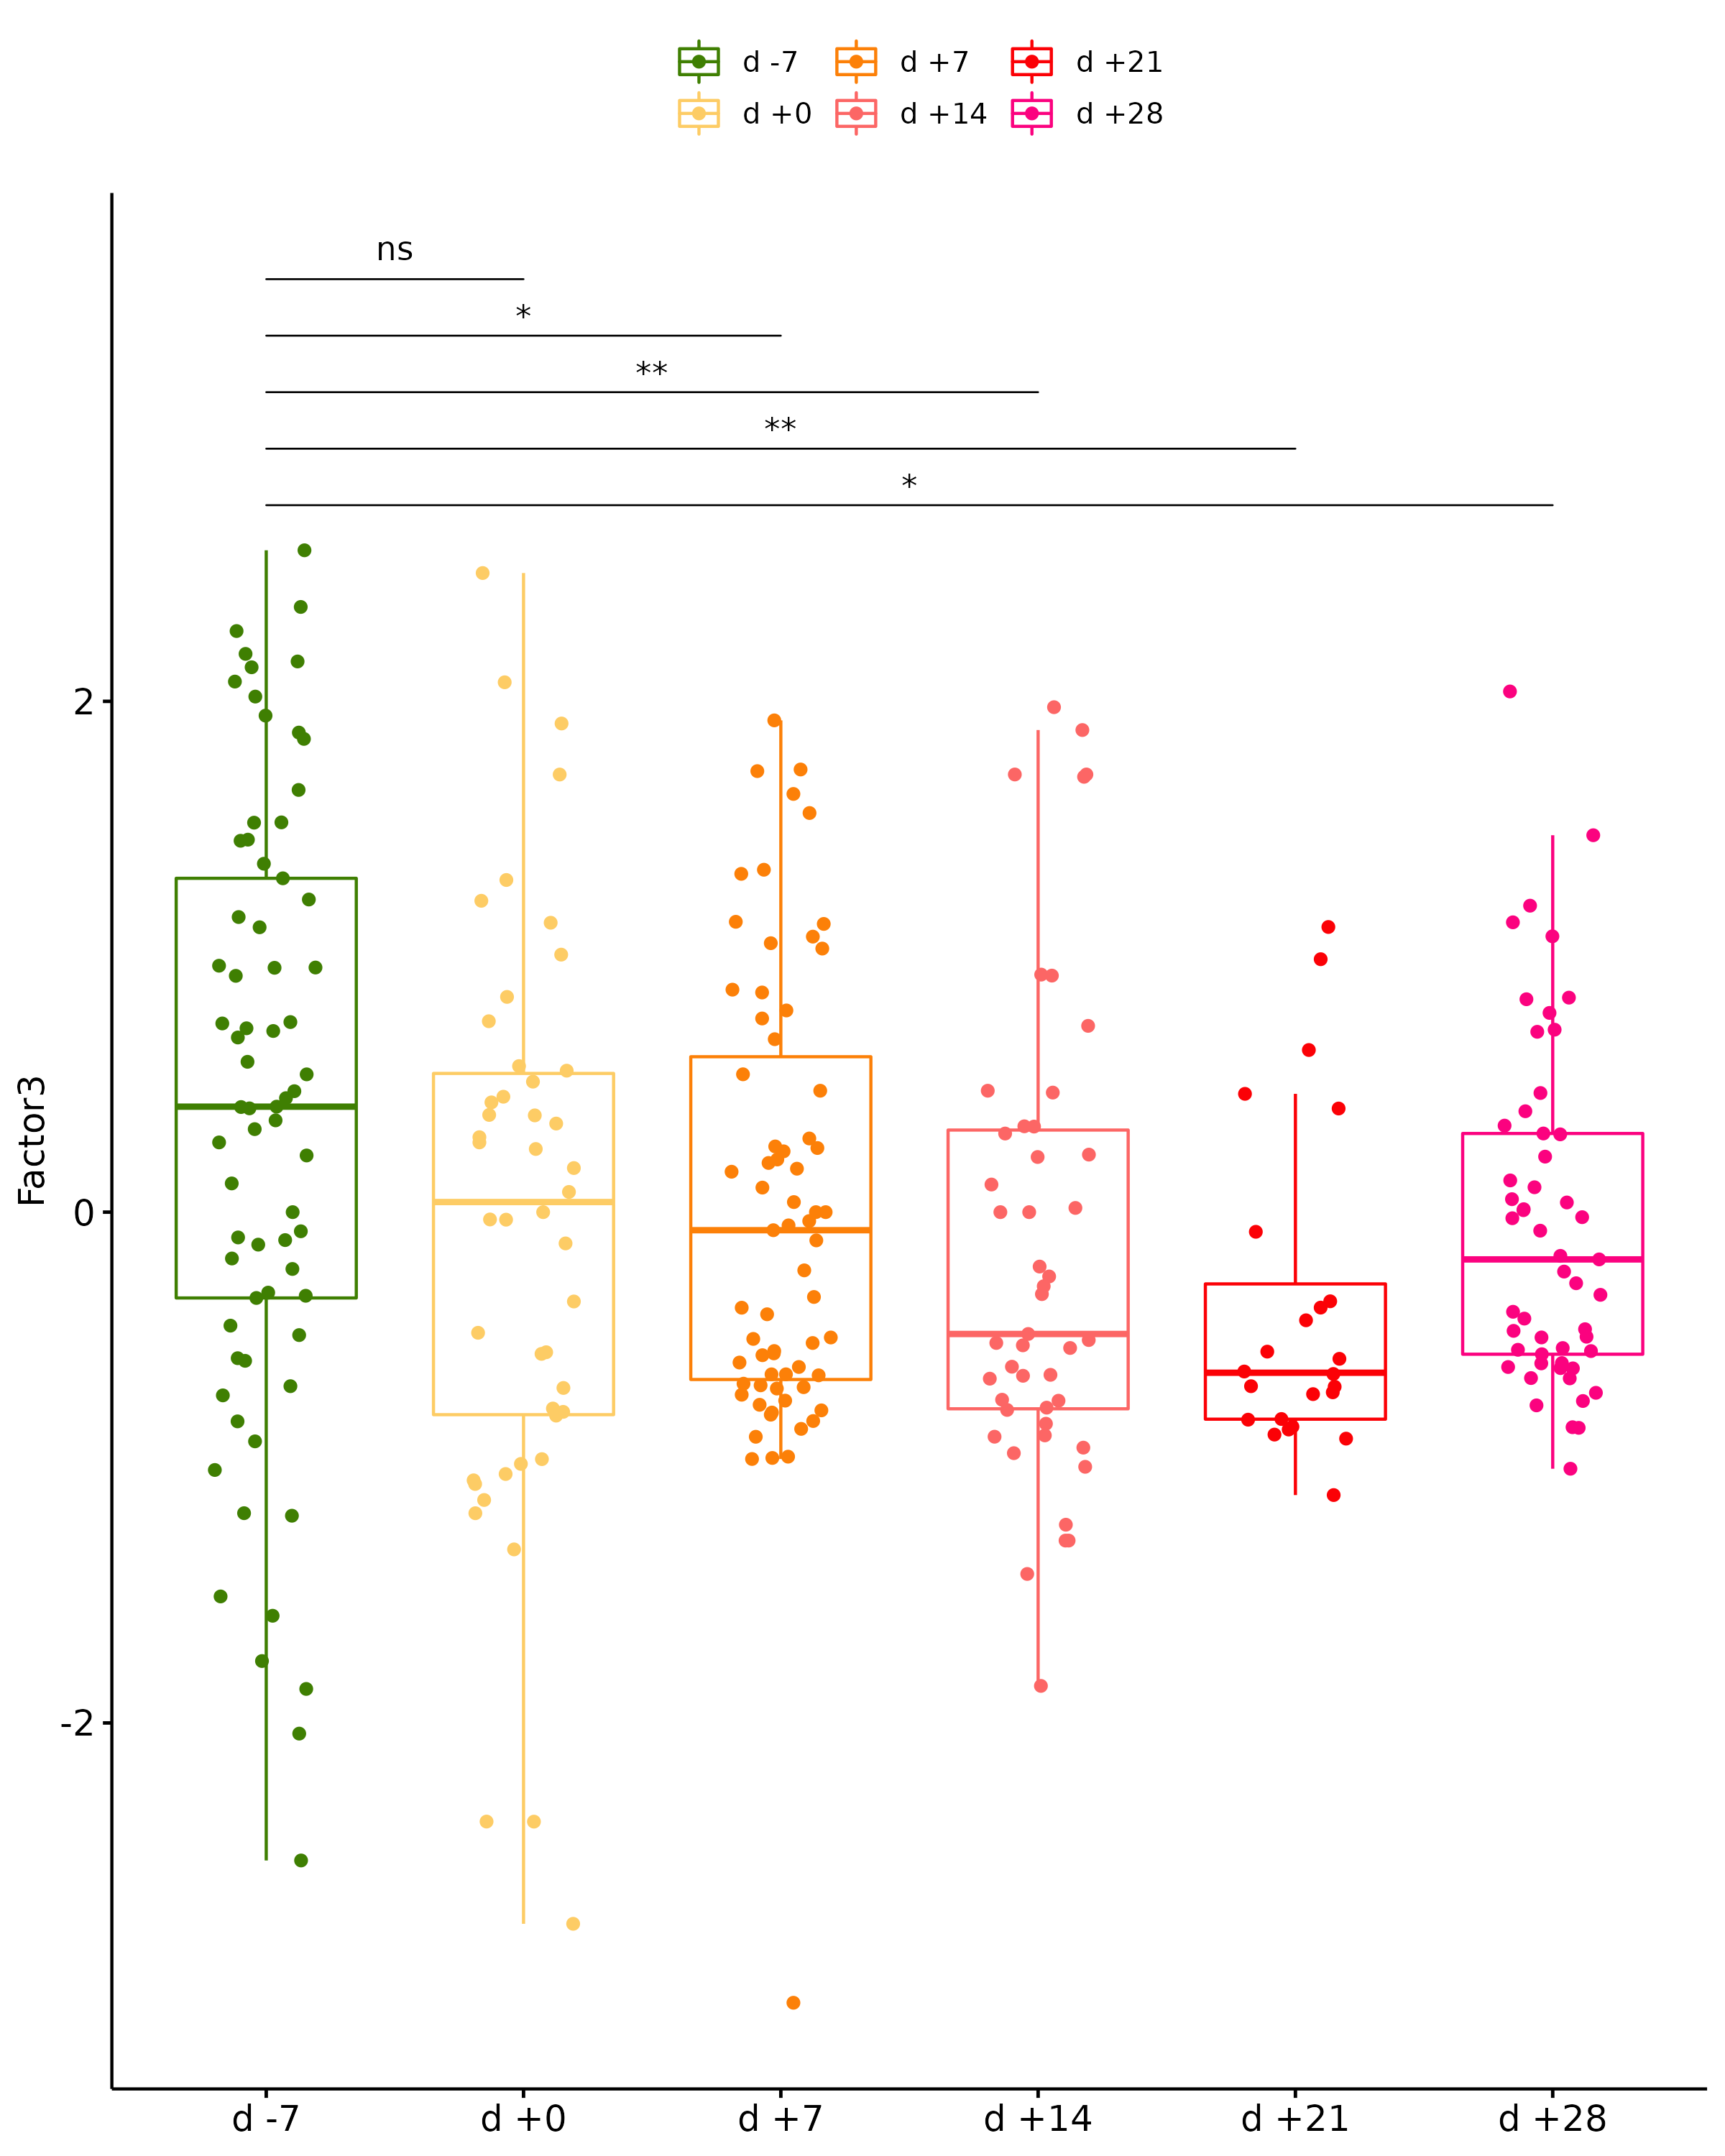 d -7 d +7 d +21
d +0 d +14 d +28
ns
*
**
**
*
Factor3
2
0
-2
d -7 d +0 d +7 d +14 d +21 d +28